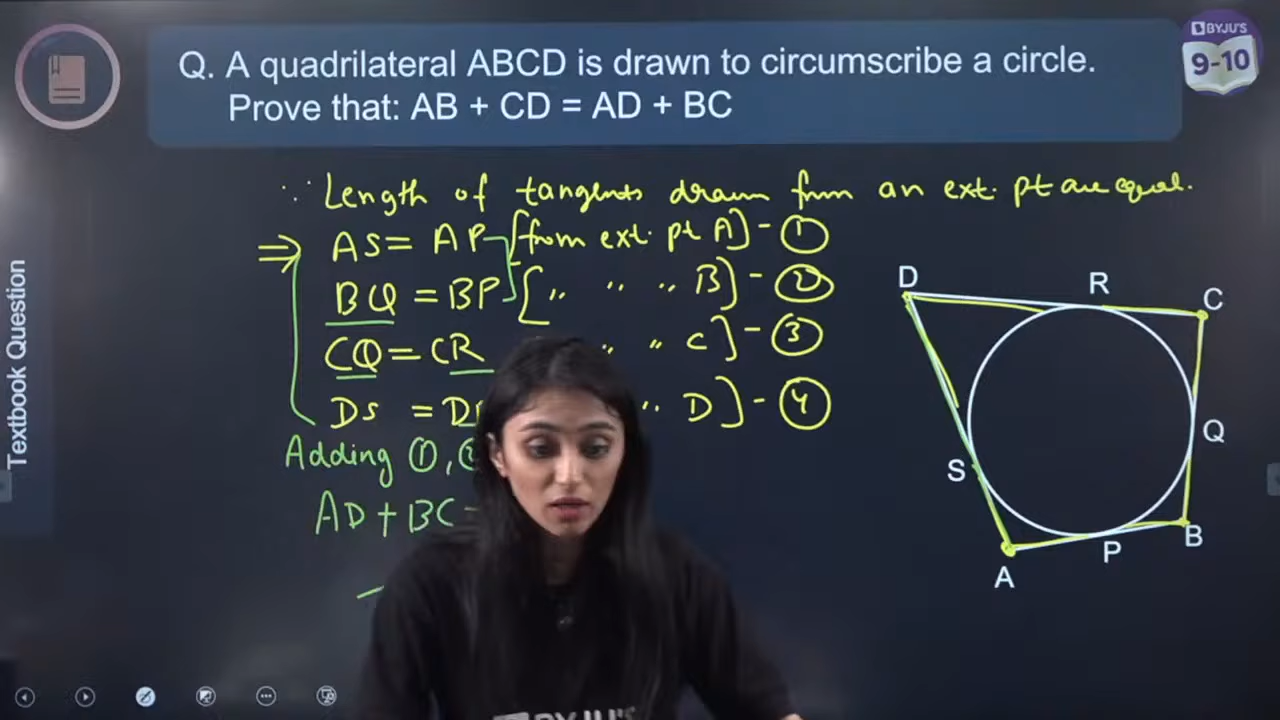 Q. A quadrilateral ABCD is drawn to circumscribe a circle.
Prove that: AB + CD = AD + BC
BYJU'S
9-10
Textbook Question
∵ Length of tangents drawn from an ext. pt are equal.
⇒ AS = AP [from ext. pt A] - ①
BQ = BP [ " " " B] - ②
CQ = CR " " C] - ③
DS = D " D] - ④
Adding ①, ②
AD + BC =
D
R
C
Q
S
B
P
A
BYJU'S